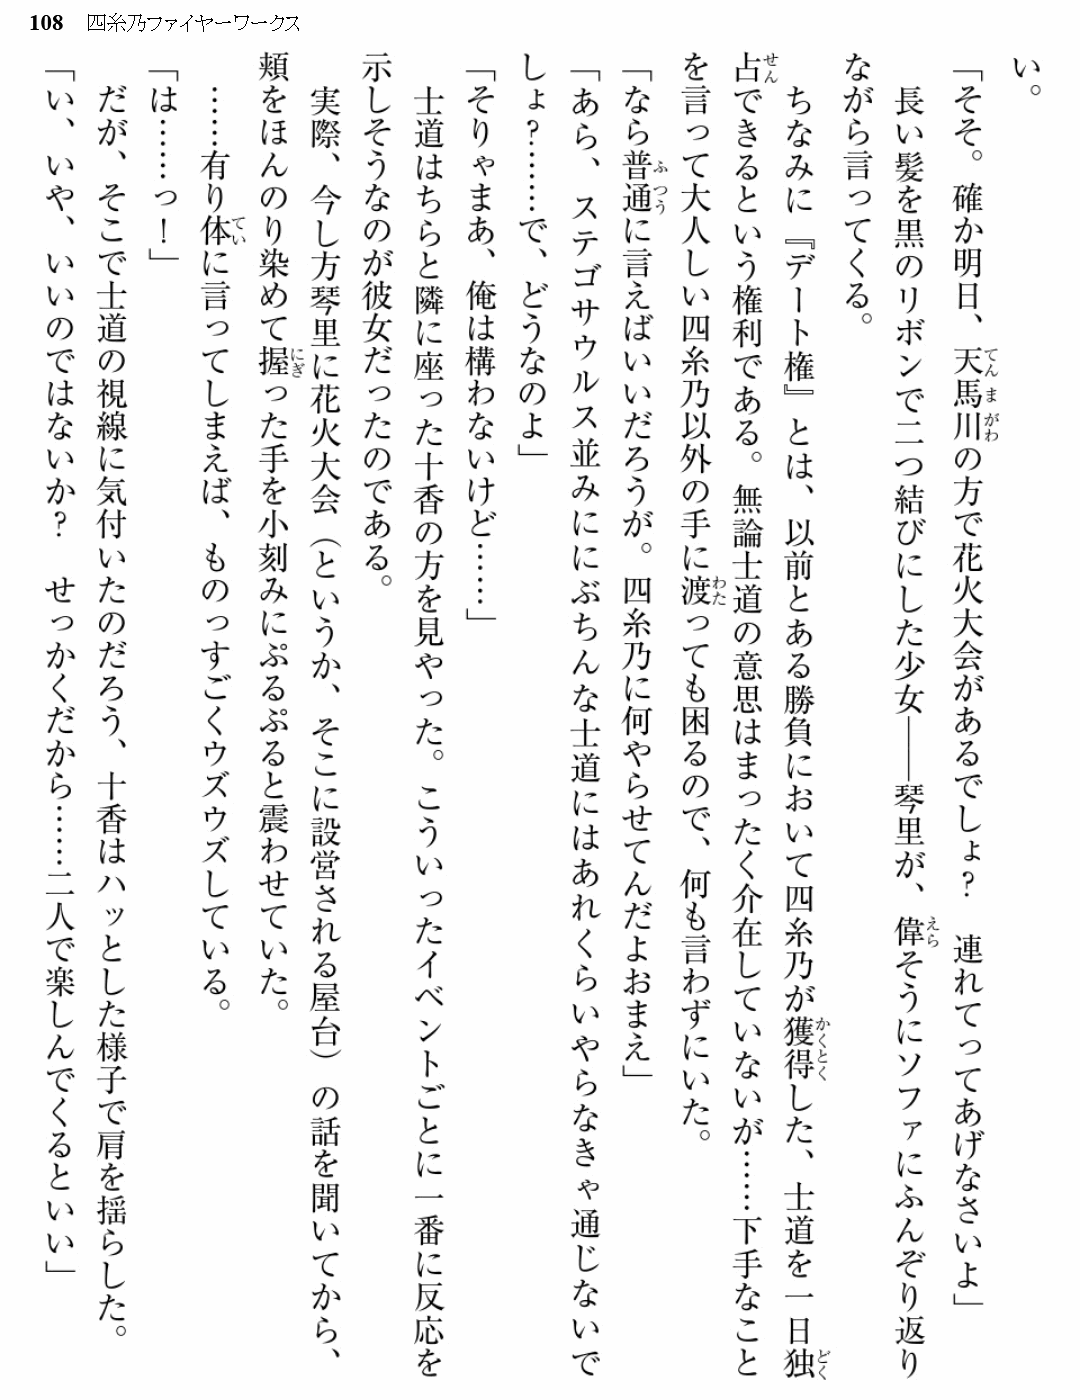 108 四糸乃ファイヤーワークス
い。
「そそ。確か明日、天馬川の方で花火大会があるでしょ？　連れてってあげなさいよ」
長い髪を黒のリボンで二つ結びにした少女――琴里が、偉そうにソファにふんぞり返り
ながら言ってくる。
ちなみに『デート権』とは、以前とある勝負において四糸乃が獲得した、士道を一日独
占できるという権利である。無論士道の意思はまったく介在していないが……下手なこと
を言って大人しい四糸乃以外の手に渡っても困るので、何も言わずにいた。
「なら普通に言えばいいだろうが。四糸乃に何やらせてんだよおまえ」
「あら、ステゴサウルス並みににぶちんな士道にはあれくらいやらなきゃ通じないで
しょ？……で、どうなのよ」
「そりゃまあ、俺は構わないけど……」
士道はちらと隣に座った十香の方を見やった。こういったイベントごとに一番に反応を
示しそうなのが彼女だったのである。
実際、今し方琴里に花火大会（というか、そこに設営される屋台）の話を聞いてから、
頬をほんのり染めて握った手を小刻みにぷるぷると震わせていた。
……有り体に言ってしまえば、ものっすごくウズウズしている。
「は……っ！」
だが、そこで士道の視線に気付いたのだろう、十香はハッとした様子で肩を揺らした。
「い、いや、いいのではないか？　せっかくだから……二人で楽しんでくるといい」